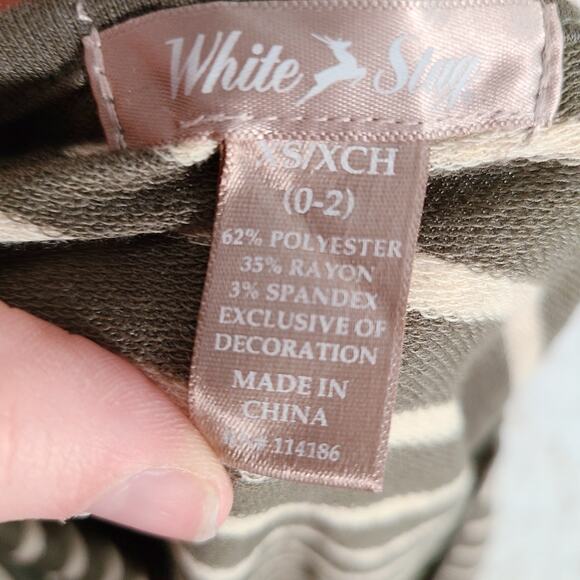 White Stag
XS/XCH
(0-2)
62% POLYESTER
35% RAYON
3% SPANDEX
EXCLUSIVE OF
DECORATION
MADE IN
CHINA
RN# 114186